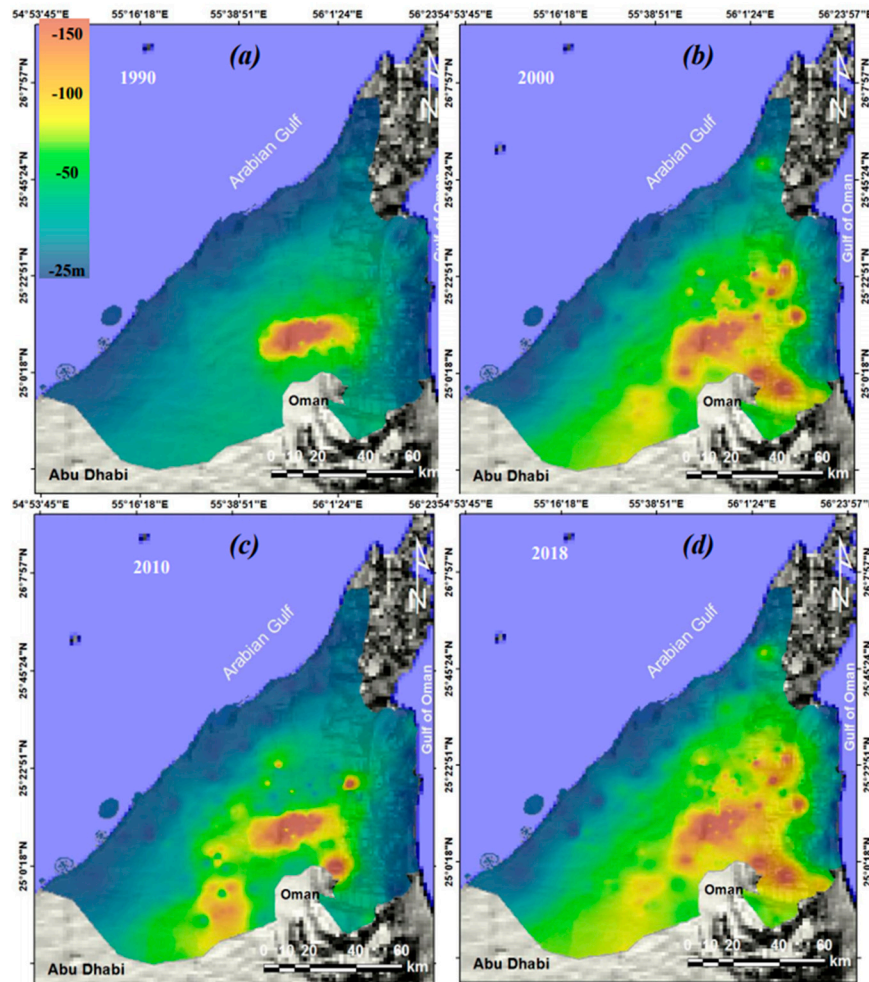 54°53'45"E 55°16'18"E 55°38'51"E 56°1'24"E 56°23'54"E
54°53'45"E 55°16'18"E 55°38'51"E 56°1'24"E 56°23'57"E
-150
-100
-50
-25m
(a)
1990
Arabian Gulf
Gulf of Oman
N
Oman
Abu Dhabi
0 10 20 40 60
km
26°7'57"N
25°45'24"N
25°22'51"N
25°0'18"N
(b)
2000
Arabian Gulf
Gulf of Oman
N
Oman
Abu Dhabi
0 10 20 40 60
km
26°7'57"N
25°45'24"N
25°22'51"N
25°0'18"N
54°53'45"E 55°16'18"E 55°38'51"E 56°1'24"E 56°23'54"E
54°53'45"E 55°16'18"E 55°38'51"E 56°1'24"E 56°23'57"E
(c)
2010
Arabian Gulf
Gulf of Oman
N
Oman
Abu Dhabi
0 10 20 40 60
km
26°7'57"N
25°45'24"N
25°22'51"N
25°0'18"N
(d)
2018
Arabian Gulf
Gulf of Oman
N
Oman
Abu Dhabi
0 10 20 40 60
km
26°7'57"N
25°45'24"N
25°22'51"N
25°0'18"N